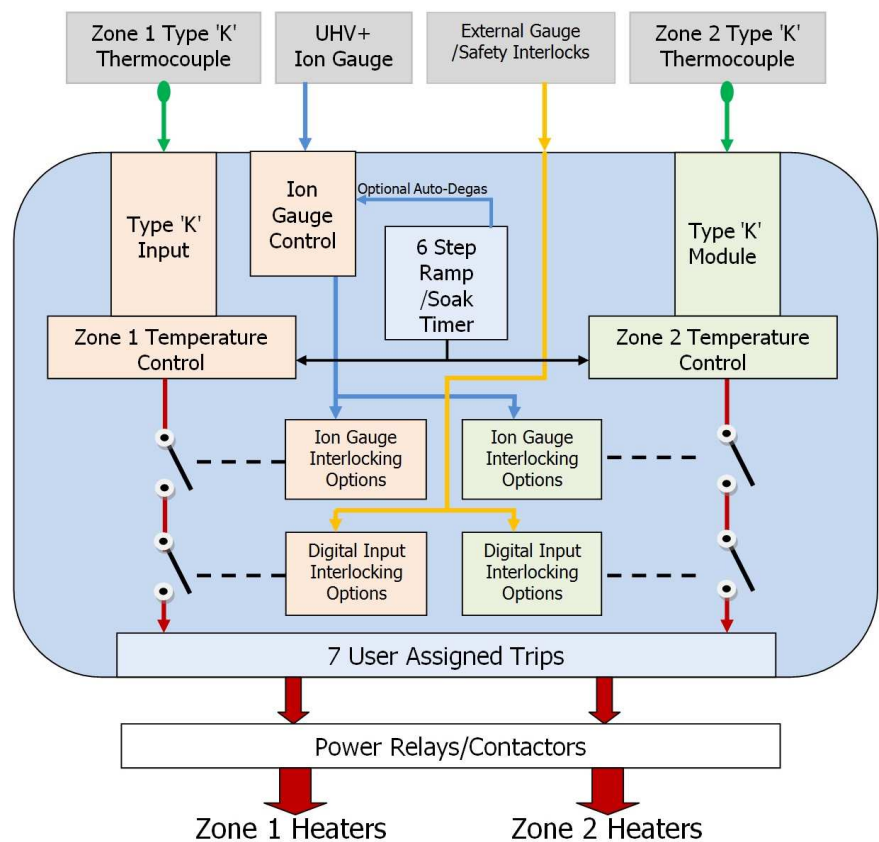 Zone 1 Type 'K'
Thermocouple
UHV+
Ion Gauge
External Gauge
/Safety Interlocks
Zone 2 Type 'K'
Thermocouple
Type 'K'
Input
Ion
Gauge
Control
Optional Auto-Degas
6 Step
Ramp
/Soak
Timer
Type 'K'
Module
Zone 1 Temperature
Control
Zone 2 Temperature
Control
Ion Gauge
Interlocking
Options
Ion Gauge
Interlocking
Options
Digital Input
Interlocking
Options
Digital Input
Interlocking
Options
7 User Assigned Trips
Power Relays/Contactors
Zone 1 Heaters
Zone 2 Heaters